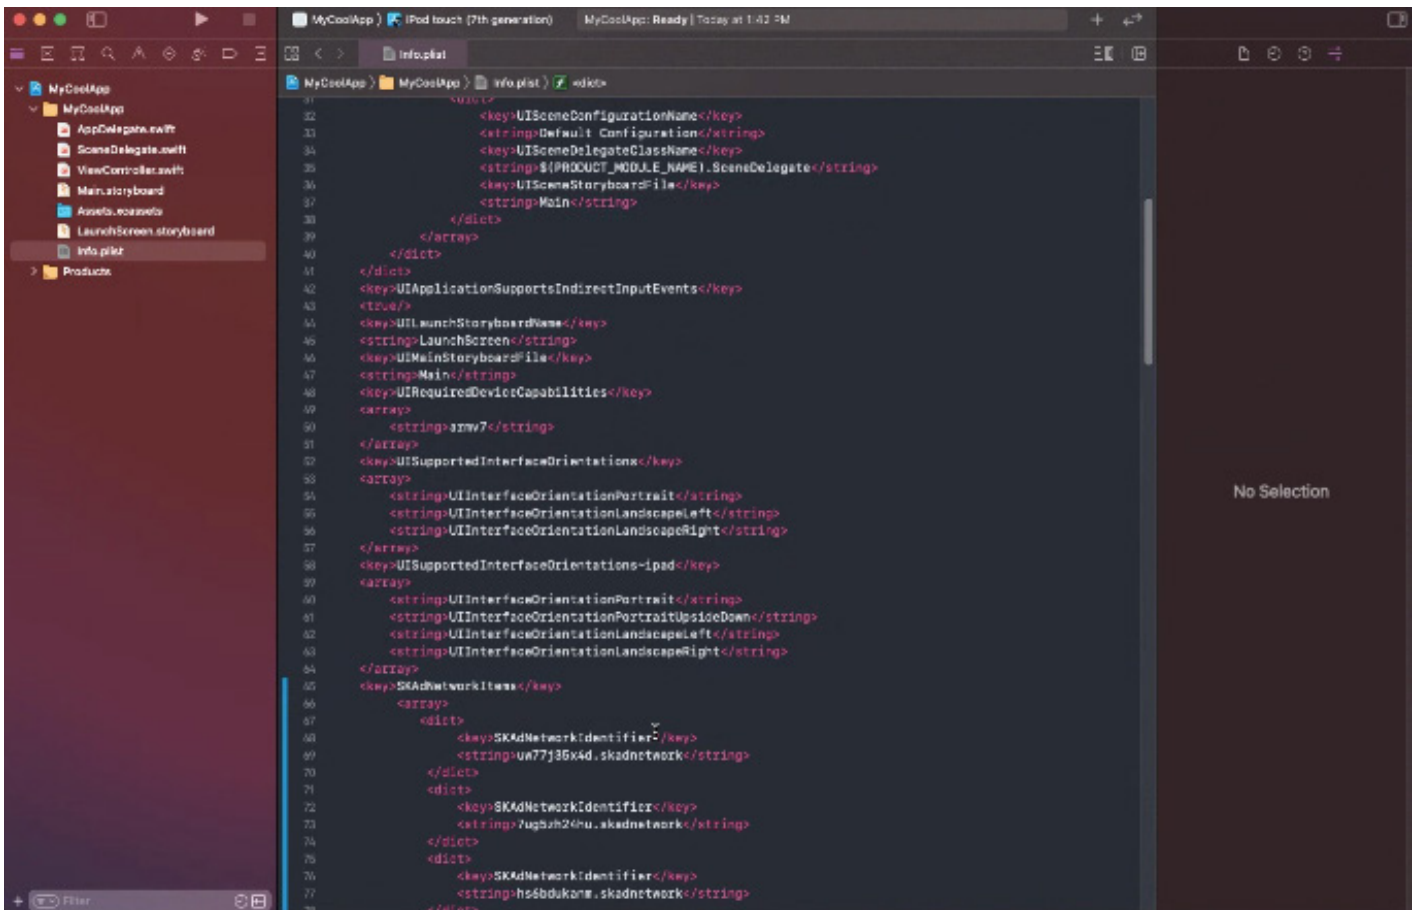 MyCoolApp
iPod touch (7th generation)
MyCoolApp: Ready | Today at 1:42 PM
Info.plist
MyCoolApp
MyCoolApp
Info.plist
<dict>
MyCoolApp
MyCoolApp
AppDelegate.swift
SceneDelegate.swift
ViewController.swift
Main.storyboard
Assets.xcassets
LaunchScreen.storyboard
Info.plist
Products
Filter
31 <dict>
32 <key>UISceneConfigurationName</key>
33 <string>Default Configuration</string>
34 <key>UISceneDelegateClassName</key>
35 <string>$(PRODUCT_MODULE_NAME).SceneDelegate</string>
36 <key>UISceneStoryboardFile</key>
37 <string>Main</string>
38 </dict>
39 </array>
40 </dict>
41 </dict>
42 <key>UIApplicationSupportsIndirectInputEvents</key>
43 <true/>
44 <key>UILaunchStoryboardName</key>
45 <string>LaunchScreen</string>
46 <key>UIMainStoryboardFile</key>
47 <string>Main</string>
48 <key>UIRequiredDeviceCapabilities</key>
49 <array>
50 <string>armv7</string>
51 </array>
52 <key>UISupportedInterfaceOrientations</key>
53 <array>
54 <string>UIInterfaceOrientationPortrait</string>
55 <string>UIInterfaceOrientationLandscapeLeft</string>
56 <string>UIInterfaceOrientationLandscapeRight</string>
57 </array>
58 <key>UISupportedInterfaceOrientations~ipad</key>
59 <array>
60 <string>UIInterfaceOrientationPortrait</string>
61 <string>UIInterfaceOrientationPortraitUpsideDown</string>
62 <string>UIInterfaceOrientationLandscapeLeft</string>
63 <string>UIInterfaceOrientationLandscapeRight</string>
64 </array>
65 <key>SKAdNetworkItems</key>
66 <array>
67 <dict>
68 <key>SKAdNetworkIdentifier</key>
69 <string>uw77j35x4d.skadnetwork</string>
70 </dict>
71 <dict>
72 <key>SKAdNetworkIdentifier</key>
73 <string>7ug5zh24hu.skadnetwork</string>
74 </dict>
75 <dict>
76 <key>SKAdNetworkIdentifier</key>
77 <string>hs6bdukanm.skadnetwork</string>
</dict>
No Selection